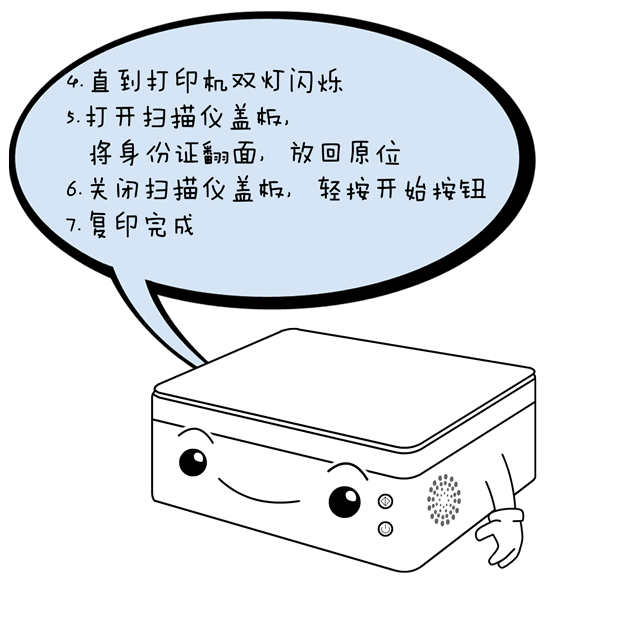 4.直到打印机双灯闪烁
5.打开扫描仪盖板，
将身份证翻面，放回原位
6.关闭扫描仪盖板，轻按开始按钮
7.复印完成